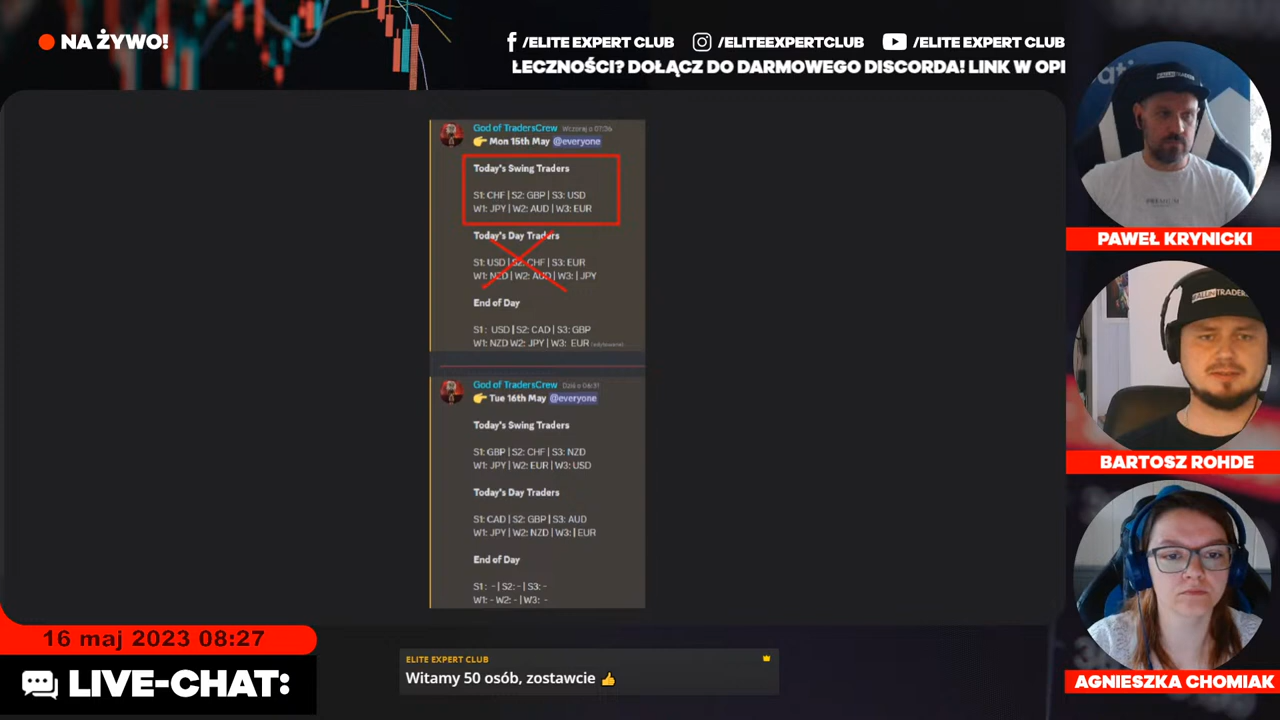 NA ŻYWO!
/ELITE EXPERT CLUB
/ELITEEXPERTCLUB
/ELITE EXPERT CLUB
ŁECZNOŚCI? DOŁĄCZ DO DARMOWEGO DISCORDA! LINK W OPI
God of TradersCrew Wczoraj o 07:36
👉 Mon 15th May @everyone
Today's Swing Traders
S1: CHF | S2: GBP | S3: USD
W1: JPY | W2: AUD | W3: EUR
Today's Day Traders
S1: USD | S2: CHF | S3: EUR
W1: NZD | W2: AUD | W3: | JPY
End of Day
S1 : USD | S2: CAD | S3: GBP
W1: NZD W2: JPY | W3: EUR
God of TradersCrew Dziś o 08:31
👉 Tue 16th May @everyone
Today's Swing Traders
S1: GBP | S2: CHF | S3: NZD
W1: JPY | W2: EUR | W3: USD
Today's Day Traders
S1: CAD | S2: GBP | S3: AUD
W1: JPY | W2: NZD | W3: | EUR
End of Day
S1 : - | S2: - | S3: -
W1: - W2: - | W3: -
PAWEŁ KRYNICKI
BARTOSZ ROHDE
AGNIESZKA CHOMIAK
16 maj 2023 08:27
LIVE-CHAT:
ELITE EXPERT CLUB
Witamy 50 osób, zostawcie 👍